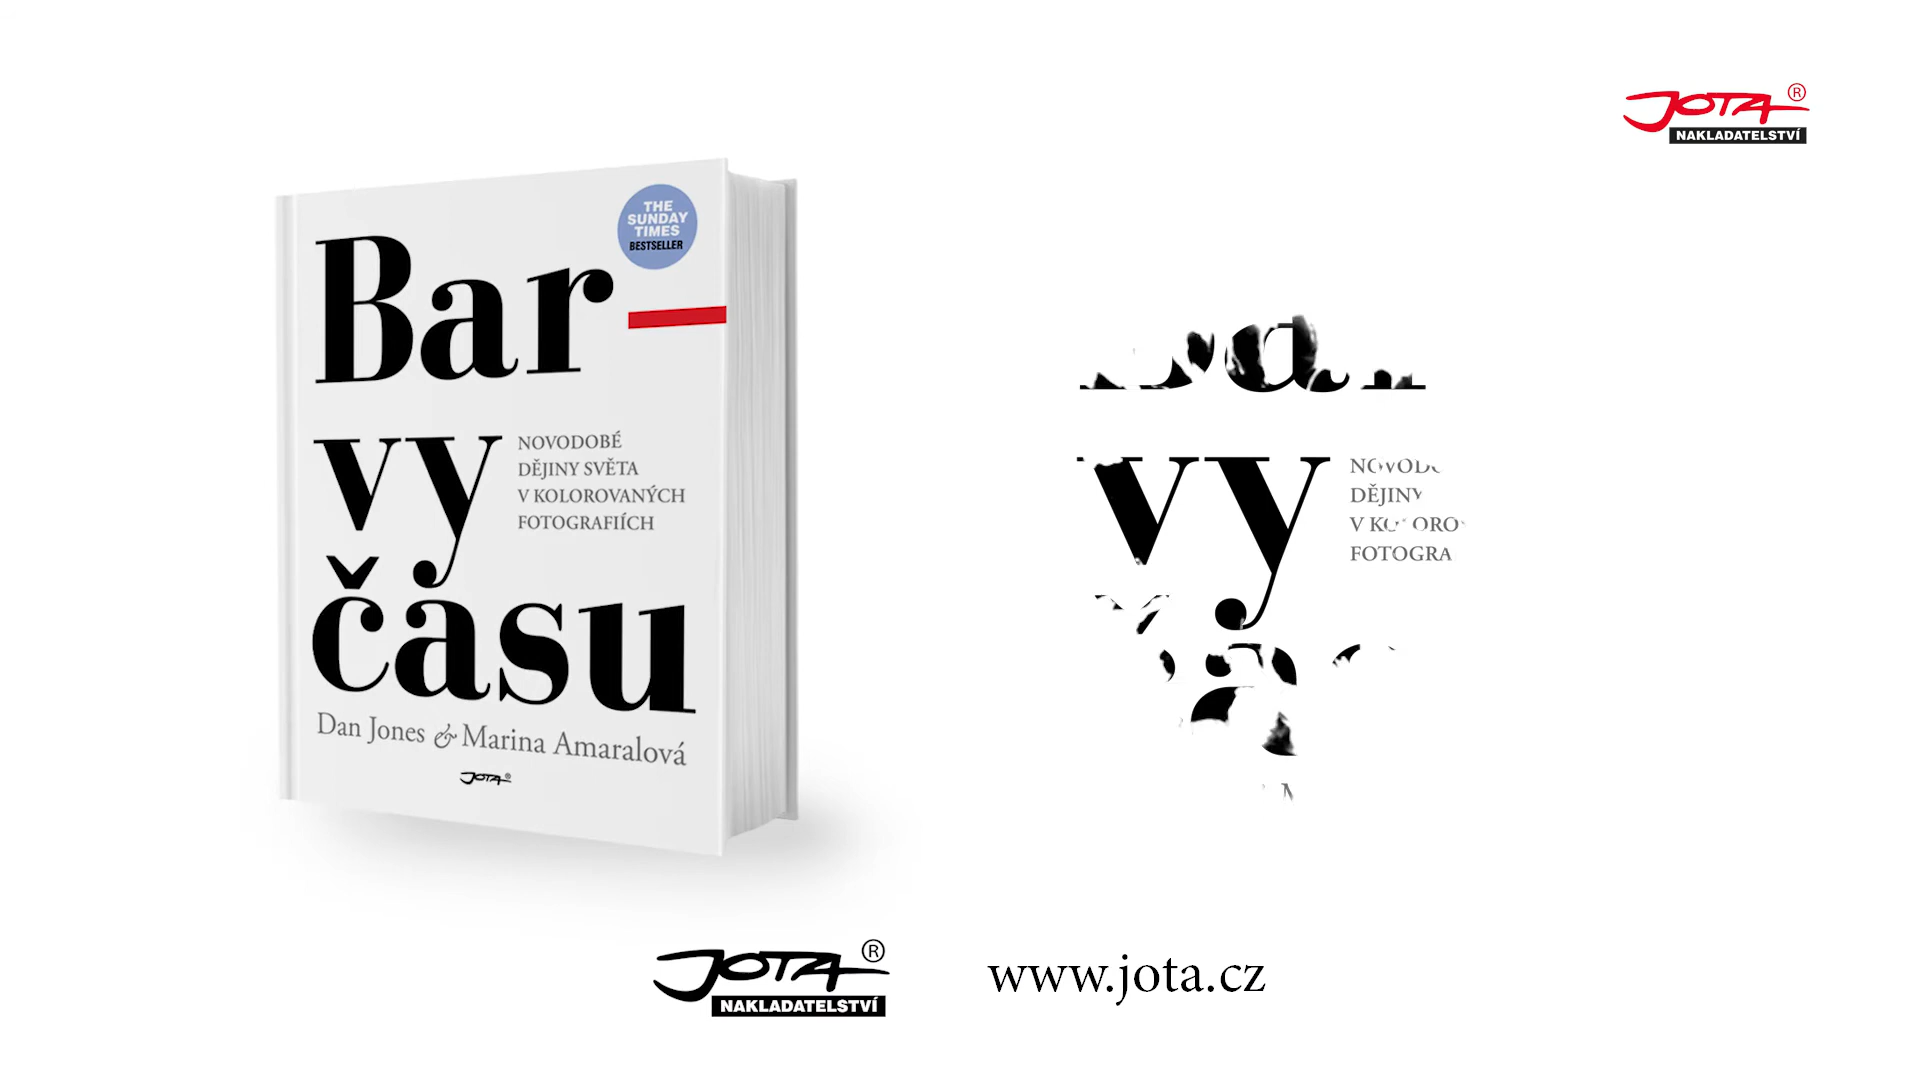 JOTA®
NAKLADATELSTVÍ
THE
SUNDAY
TIMES
BESTSELLER
Bar—
vy
času
NOVODOBÉ
DĚJINY SVĚTA
V KOLOROVANÝCH
FOTOGRAFIÍCH
Dan Jones & Marina Amaralová
JOTA®
vy
DĚJINY
V
JOTA®
NAKLADATELSTVÍ
www.jota.cz